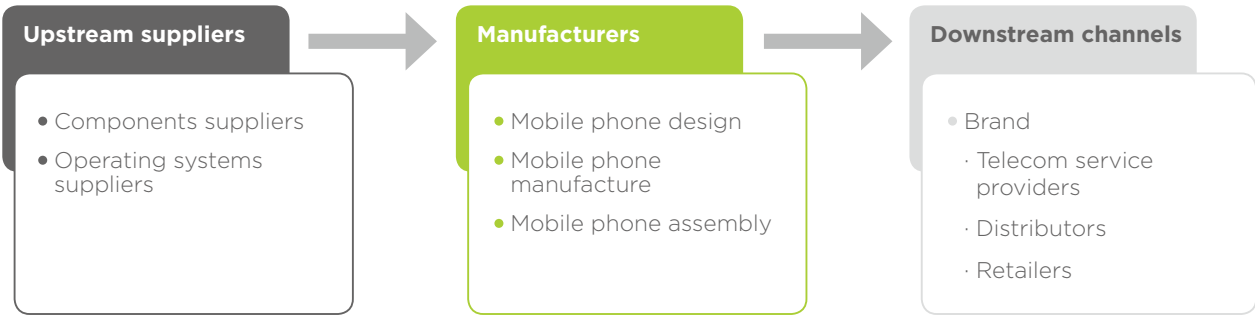 Upstream suppliers
• Components suppliers
• Operating systems
suppliers
Manufacturers
• Mobile phone design
• Mobile phone
manufacture
• Mobile phone assembly
Downstream channels
• Brand
· Telecom service
providers
· Distributors
· Retailers